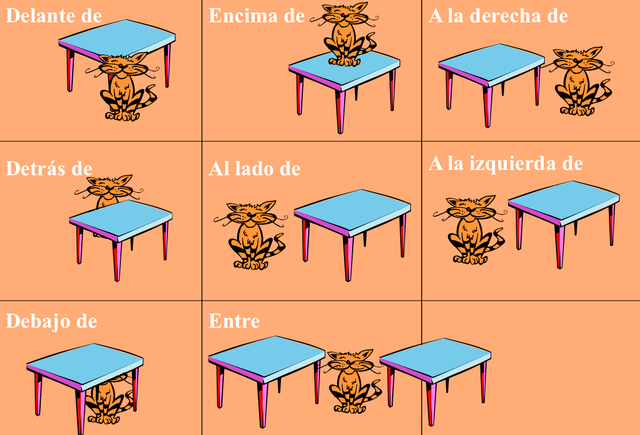 Delante de
Encima de
A la derecha de
Detrás de
Al lado de
A la izquierda de
Debajo de
Entre